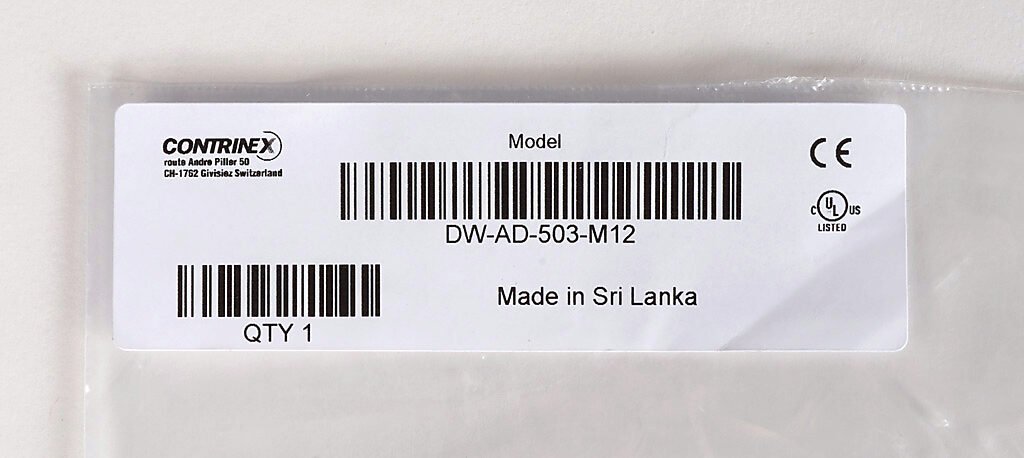 CONTRINEX
route Andre Piller 50
CH-1762 Givisiez Switzerland
Model
DW-AD-503-M12
CE
C UL US
LISTED
QTY 1
Made in Sri Lanka